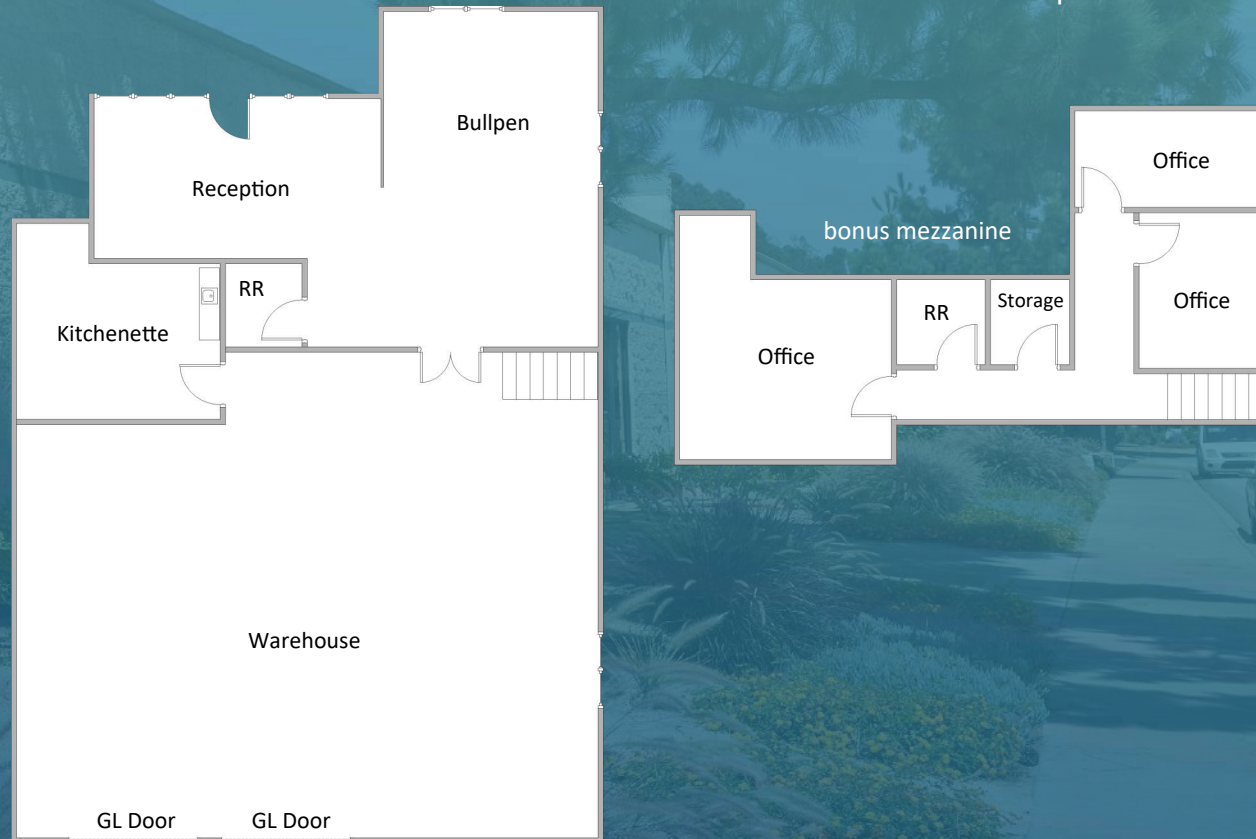 Bullpen
Reception
RR
Kitchenette
Warehouse
GL Door
GL Door
bonus mezzanine
Office
Office
Office
RR
Storage